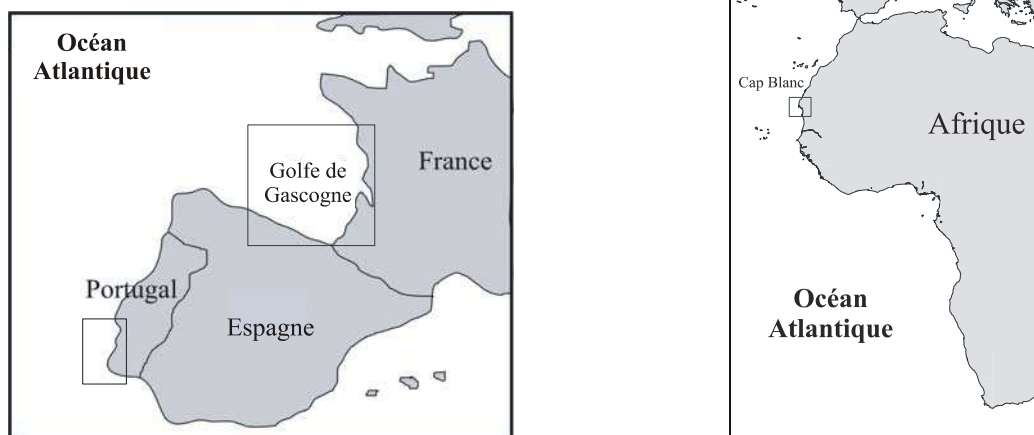 Océan
Atlantique
France
Golfe de
Gascogne
Portugal
Espagne
Cap Blanc
Afrique
Océan
Atlantique